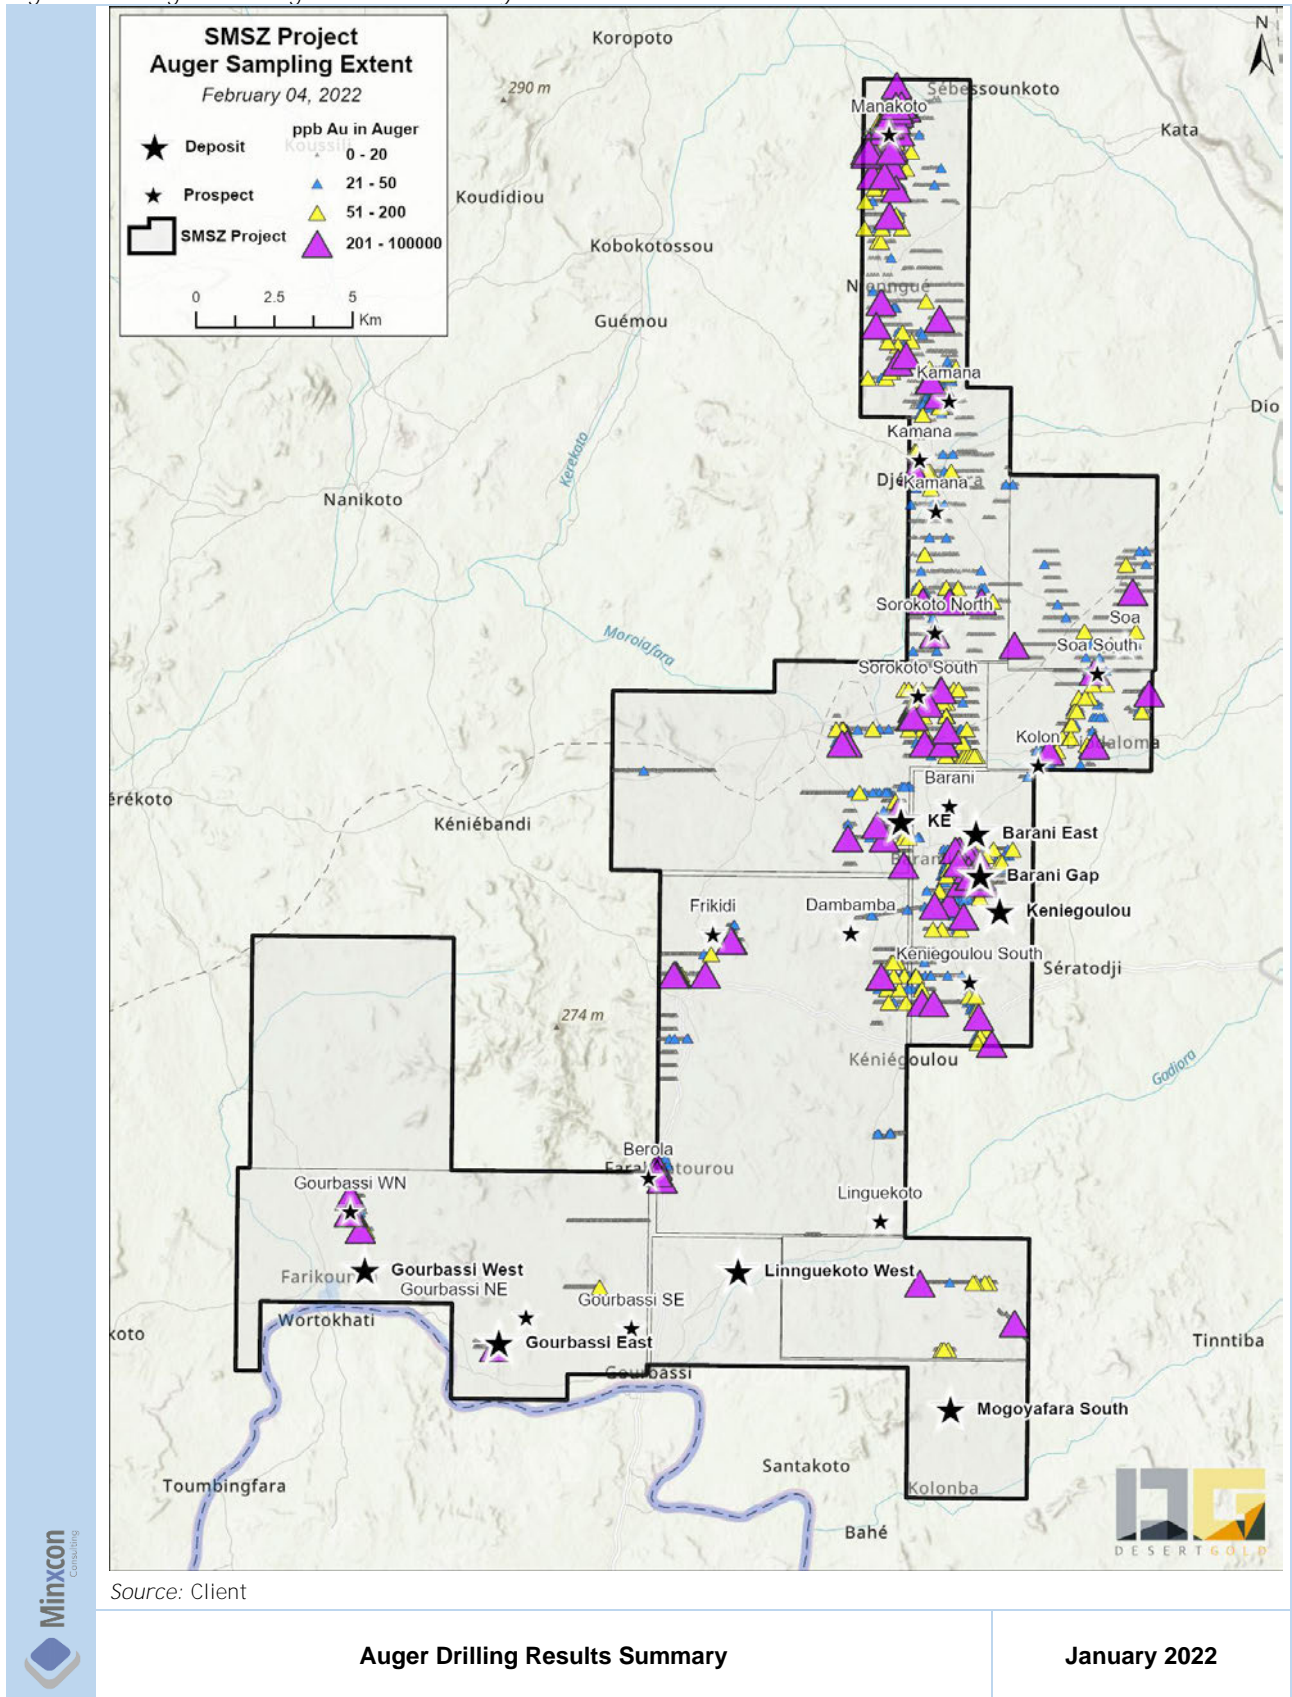 SMSZ Project
Auger Sampling Extent
February 04, 2022
Deposit
Prospect
SMSZ Project
ppb Au in Auger
0 - 20
21 - 50
51 - 200
201 - 100000
0 2.5 5
Km
N
Koropoto
290 m
Sébessounkoto
Manakoto
Kata
Koudidiou
Kobokotossou
Guémou
Kamana
Dio
Kamana
Kerekoto
Kamana
Nanikoto
Sorokoto North
Soa
Moroiafara
Soa South
Sorokoto South
Kolon
Barani
érékoto
Kéniébandi
KE
Barani East
Barani Gap
Frikidi
Dambamba
Keniegoulou
Keniegoulou South
Sératodji
274 m
Kéniégoulou
Gadiora
Berola
Gourbassi WN
Linguekoto
Gourbassi West
Linnguekoto West
Gourbassi NE
Gourbassi SE
Wortokhati
koto
Gourbassi East
Tinntiba
Gourbassi
Mogoyafara South
Santakoto
Toumbingfara
Kolonba
Bahé
DESERTGOLD
Minxcon
Consulting
Source: Client
Auger Drilling Results Summary
January 2022